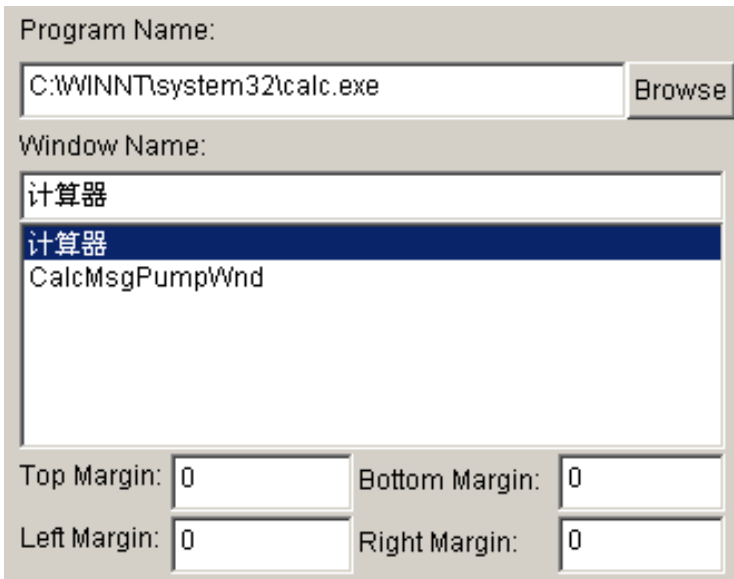 Program Name:
C:\WINNT\system32\calc.exe Browse
Window Name:
计算器
计算器
CalcMsgPumpWnd
Top Margin: 0 Bottom Margin: 0
Left Margin: 0 Right Margin: 0